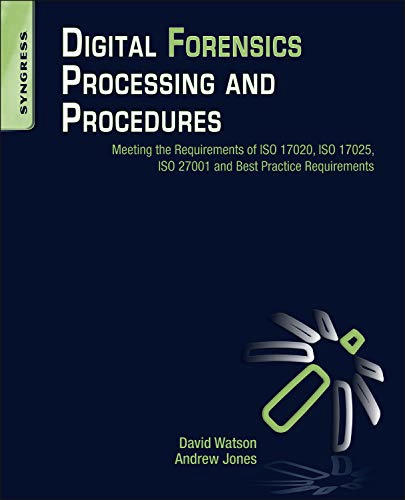 SYNGRESS
DIGITAL FORENSICS
PROCESSING AND
PROCEDURES
Meeting the Requirements of ISO 17020, ISO 17025,
ISO 27001 and Best Practice Requirements
David Watson
Andrew Jones